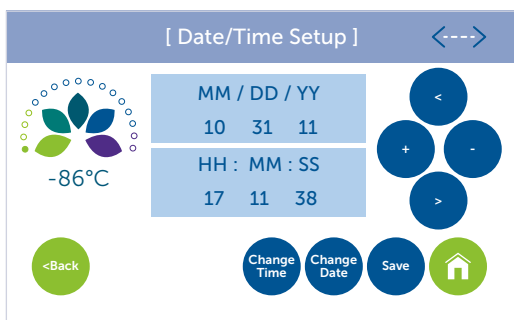 [ Date/Time Setup ] <---->
MM / DD / YY
10 31 11
HH : MM : SS
17 11 38
-86°C
<
+ -
>
<Back
Change Time
Change Date
Save